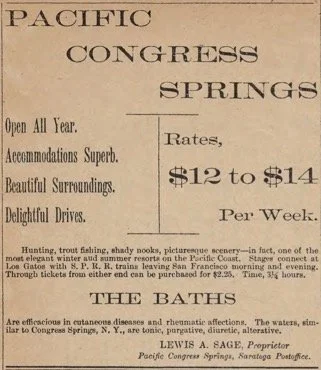 PACIFIC
CONGRESS
SPRINGS
Open All Year.
Accommodations Superb.
Beautiful Surroundings.
Delightful Drives.
Rates,
$12 to $14
Per Week.
Hunting, trout fishing, shady nooks, picturesque scenery—in fact, one of the
most elegant winter and summer resorts on the Pacific Coast. Stages connect at
Los Gatos with S. P. R. R. trains leaving San Francisco morning and evening.
Through tickets from either end can be purchased for $2.25. Time, 3½ hours.
THE BATHS
Are efficacious in cutaneous diseases and rheumatic affections. The waters, sim-
ilar to Congress Springs, N. Y., are tonic, purgative, diuretic, alterative.
LEWIS A. SAGE, Proprietor
Pacific Congress Springs, Saratoga Postoffice.